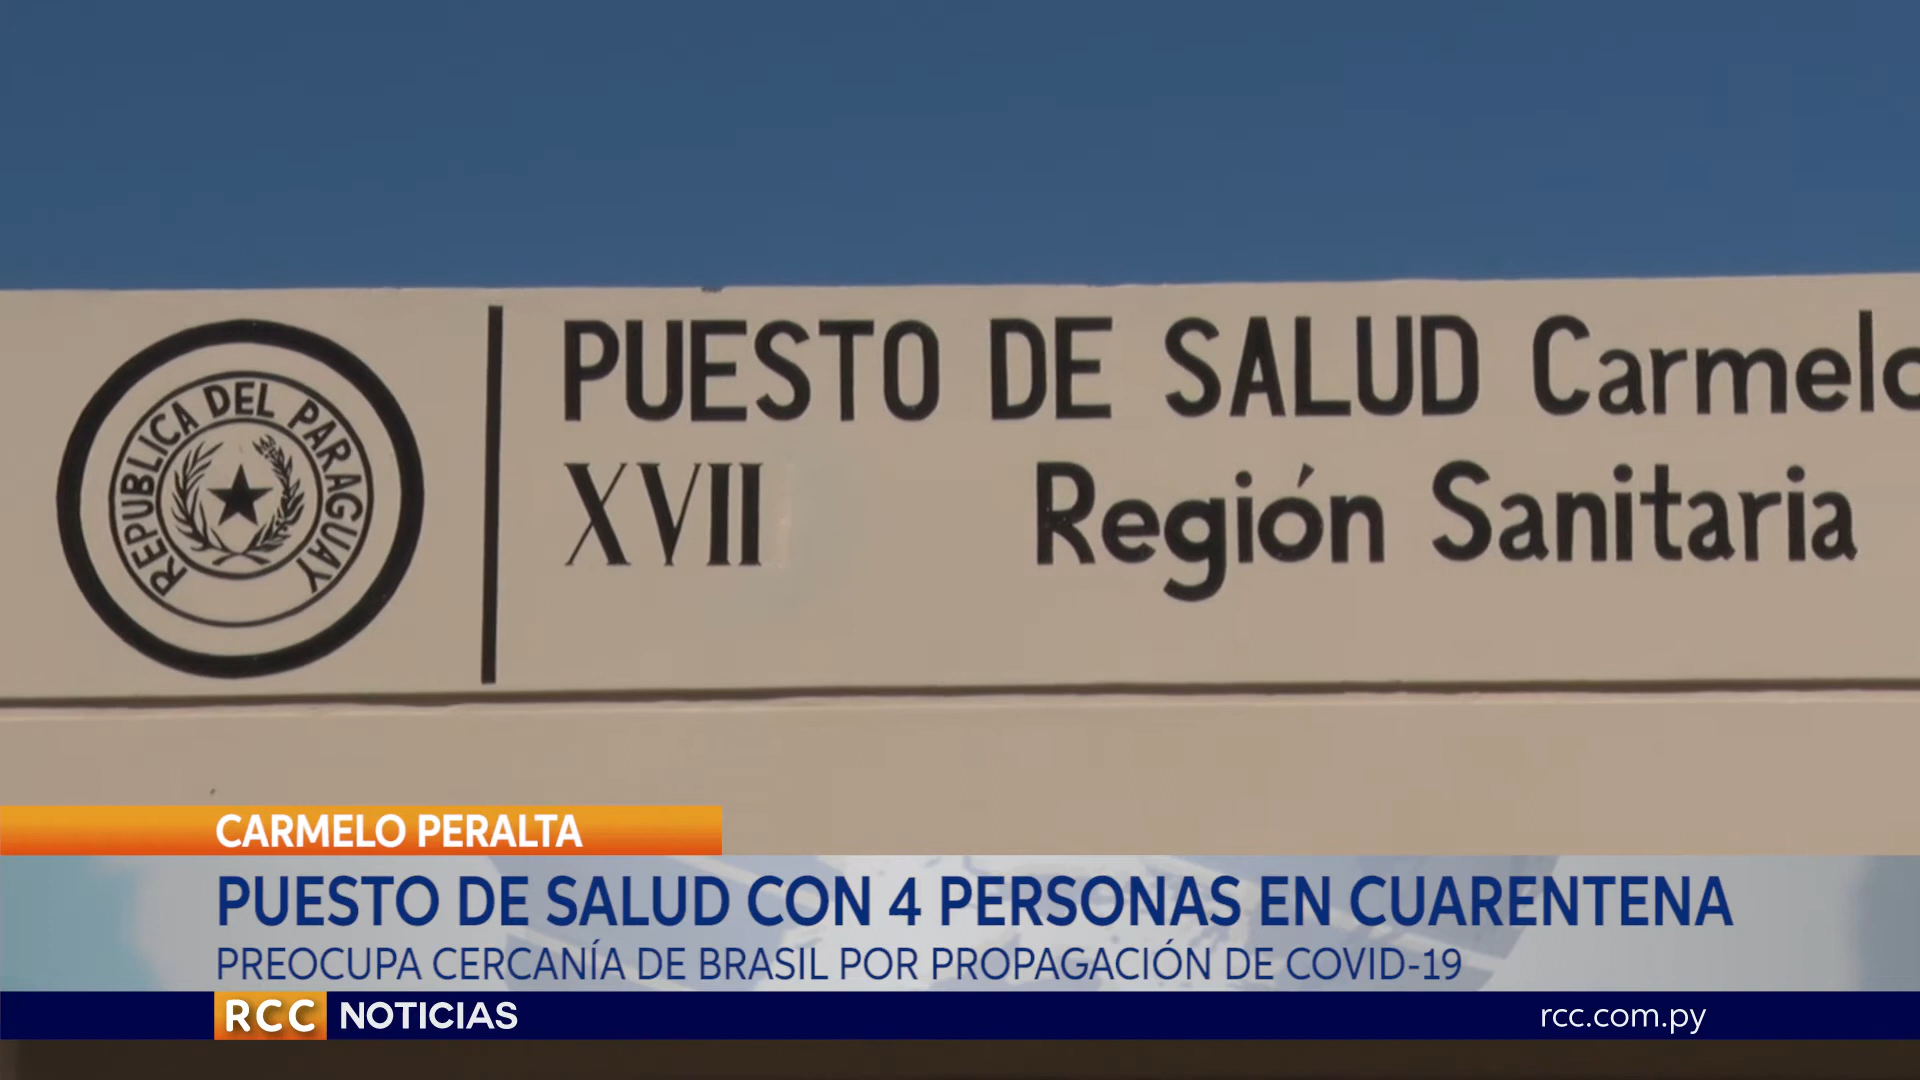 REPUBLICA DEL PARAGUAY
PUESTO DE SALUD Carmelo
XVII Región Sanitaria
CARMELO PERALTA
PUESTO DE SALUD CON 4 PERSONAS EN CUARENTENA
PREOCUPA CERCANÍA DE BRASIL POR PROPAGACIÓN DE COVID-19
RCC NOTICIAS
rcc.com.py